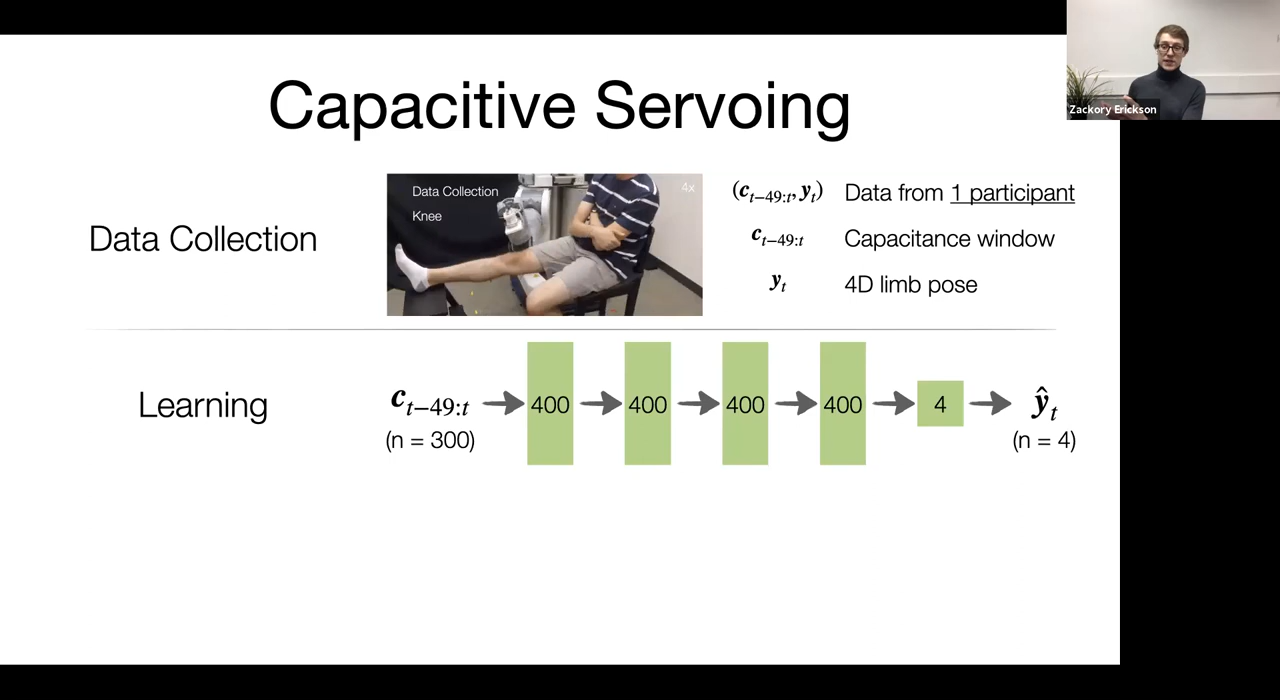 Capacitive Servoing
Zackory Erickson
Data Collection
Data Collection
Knee
4x
(c_{t−49:t}, y_t) Data from 1 participant
c_{t−49:t} Capacitance window
y_t 4D limb pose
Learning
c_{t−49:t}
(n = 300)
400
400
400
400
4
ŷ_t
(n = 4)